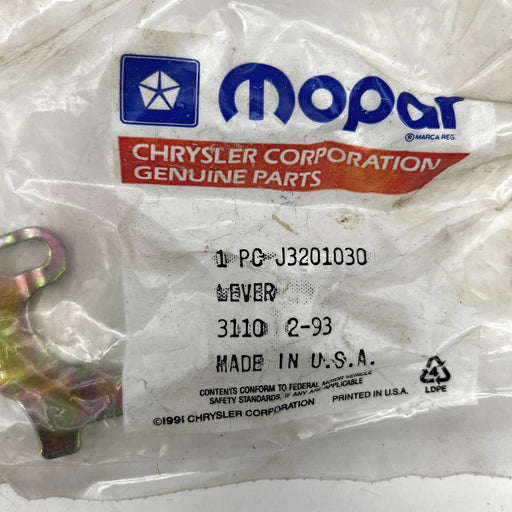 Mopar
® MARCA REG.
CHRYSLER CORPORATION
GENUINE PARTS
1 PC J3201030
LEVER
3110 2-93
MADE IN U.S.A.
CONTENTS CONFORM TO FEDERAL MOTOR VEHICLE
SAFETY STANDARDS, IF ANY ARE APPLICABLE
PRINTED IN U.S.A.
©1991 CHRYSLER CORPORATION
LDPE